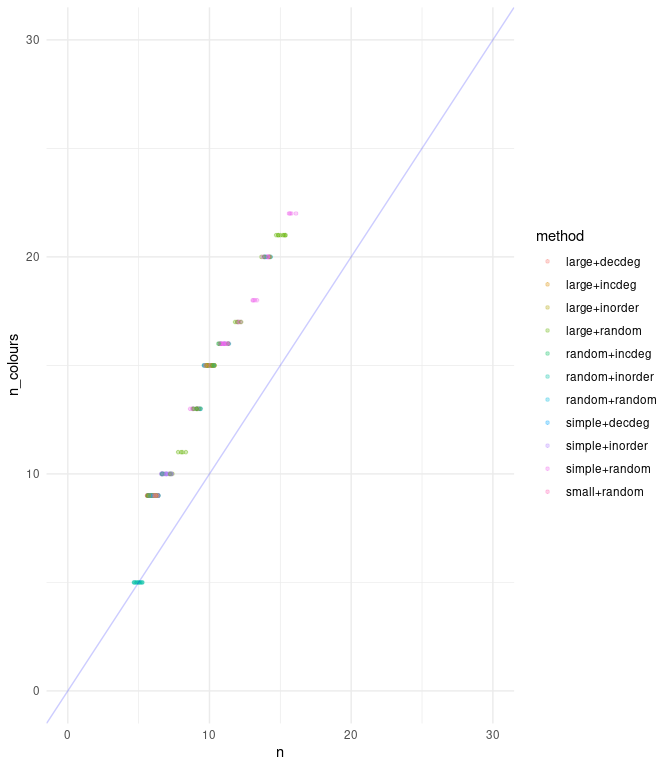 30
20
10
0
n_colours
0
10
20
30
n
method
large+decdeg
large+incdeg
large+inorder
large+random
random+incdeg
random+inorder
random+random
simple+decdeg
simple+inorder
simple+random
small+random